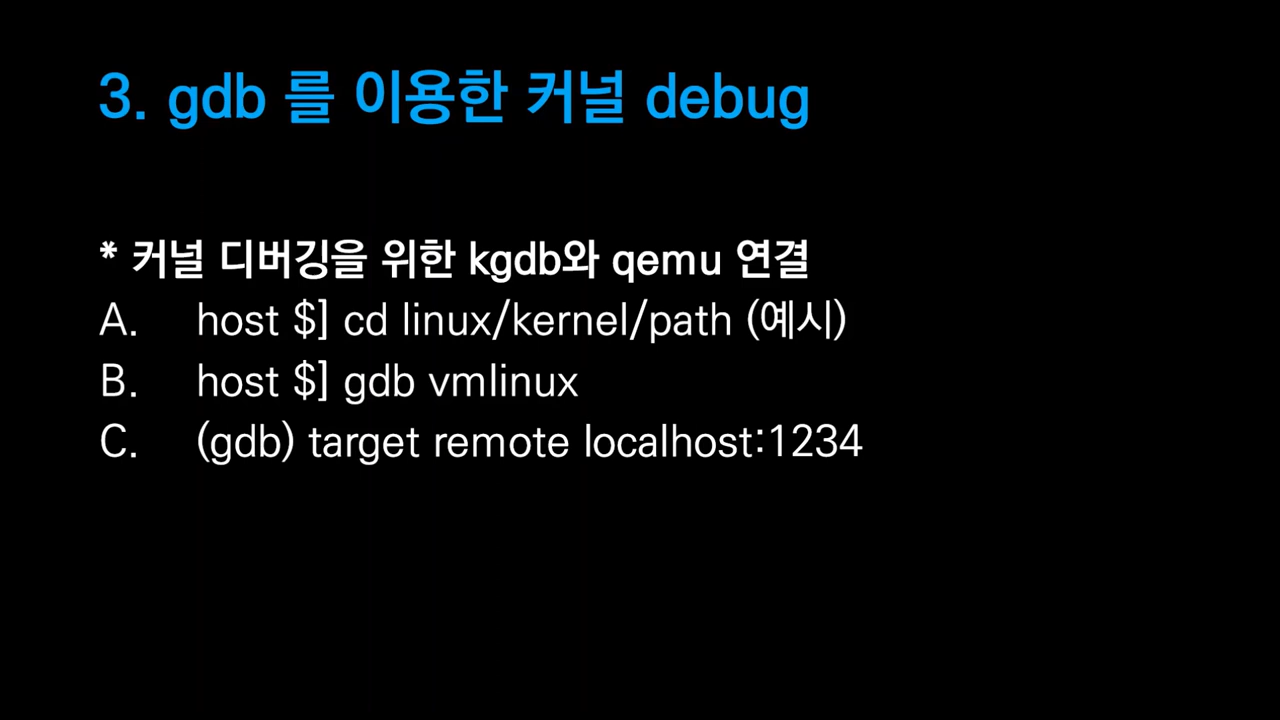 3. gdb 를 이용한 커널 debug
* 커널 디버깅을 위한 kgdb와 qemu 연결
A. host $] cd linux/kernel/path (예시)
B. host $] gdb vmlinux
C. (gdb) target remote localhost:1234